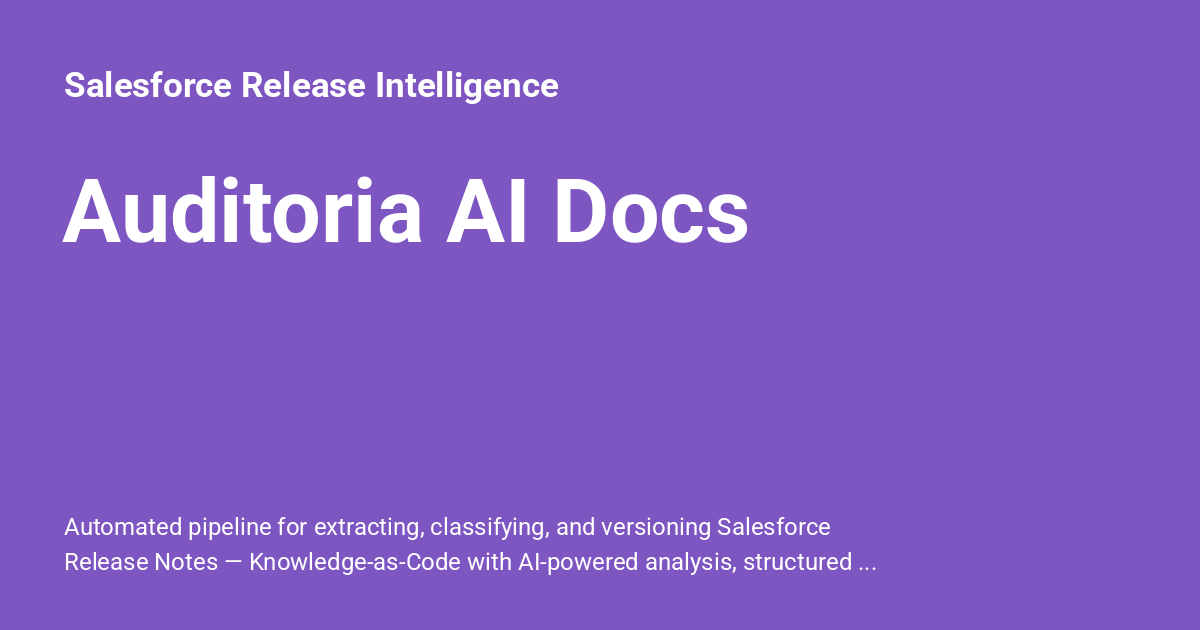 Salesforce Release Intelligence
Auditoria AI Docs
Automated pipeline for extracting, classifying, and versioning Salesforce
Release Notes — Knowledge-as-Code with AI-powered analysis, structured ...